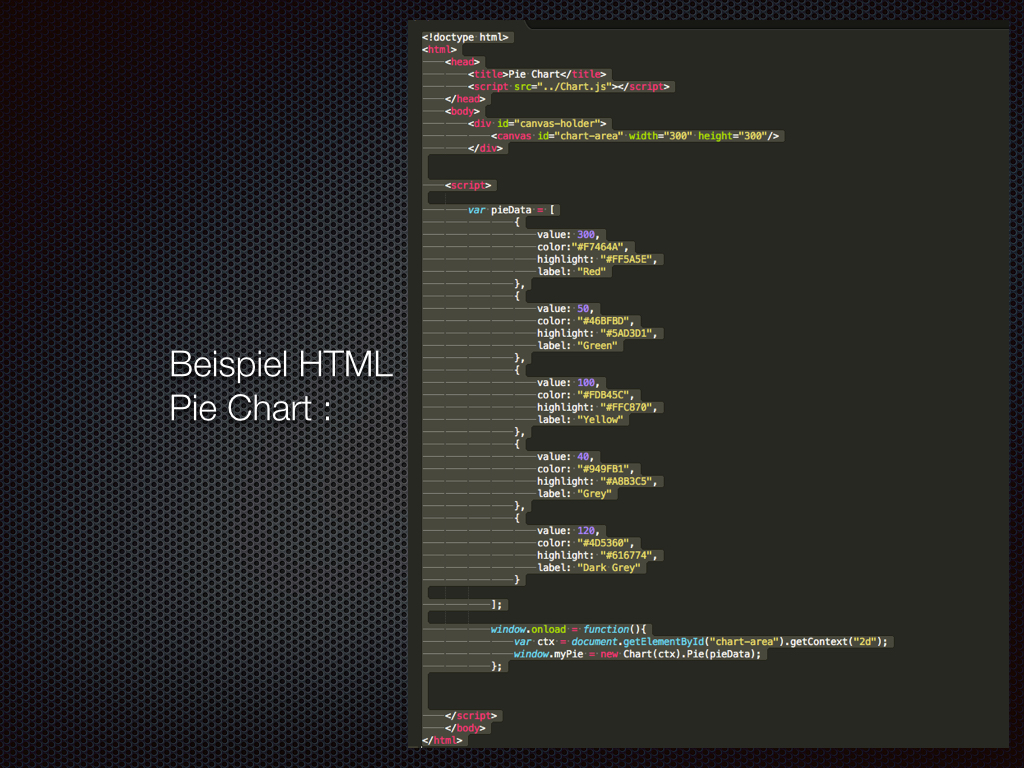 Beispiel HTML
Pie Chart :
<!doctype html>
<html>
<head>
<title>Pie Chart</title>
<script src="../Chart.js"></script>
</head>
<body>
<div id="canvas-holder">
<canvas id="chart-area" width="300" height="300"/>
</div>
<script>
var pieData = [
{
value: 300,
color:"#F7464A",
highlight: "#FF5A5E",
label: "Red"
},
{
value: 50,
color: "#46BFBD",
highlight: "#5AD3D1",
label: "Green"
},
{
value: 100,
color: "#FDB45C",
highlight: "#FFC870",
label: "Yellow"
},
{
value: 40,
color: "#949FB1",
highlight: "#A8B3C5",
label: "Grey"
},
{
value: 120,
color: "#4D5360",
highlight: "#616774",
label: "Dark Grey"
}
];
window.onload = function(){
var ctx = document.getElementById("chart-area").getContext("2d");
window.myPie = new Chart(ctx).Pie(pieData);
};
</script>
</body>
</html>